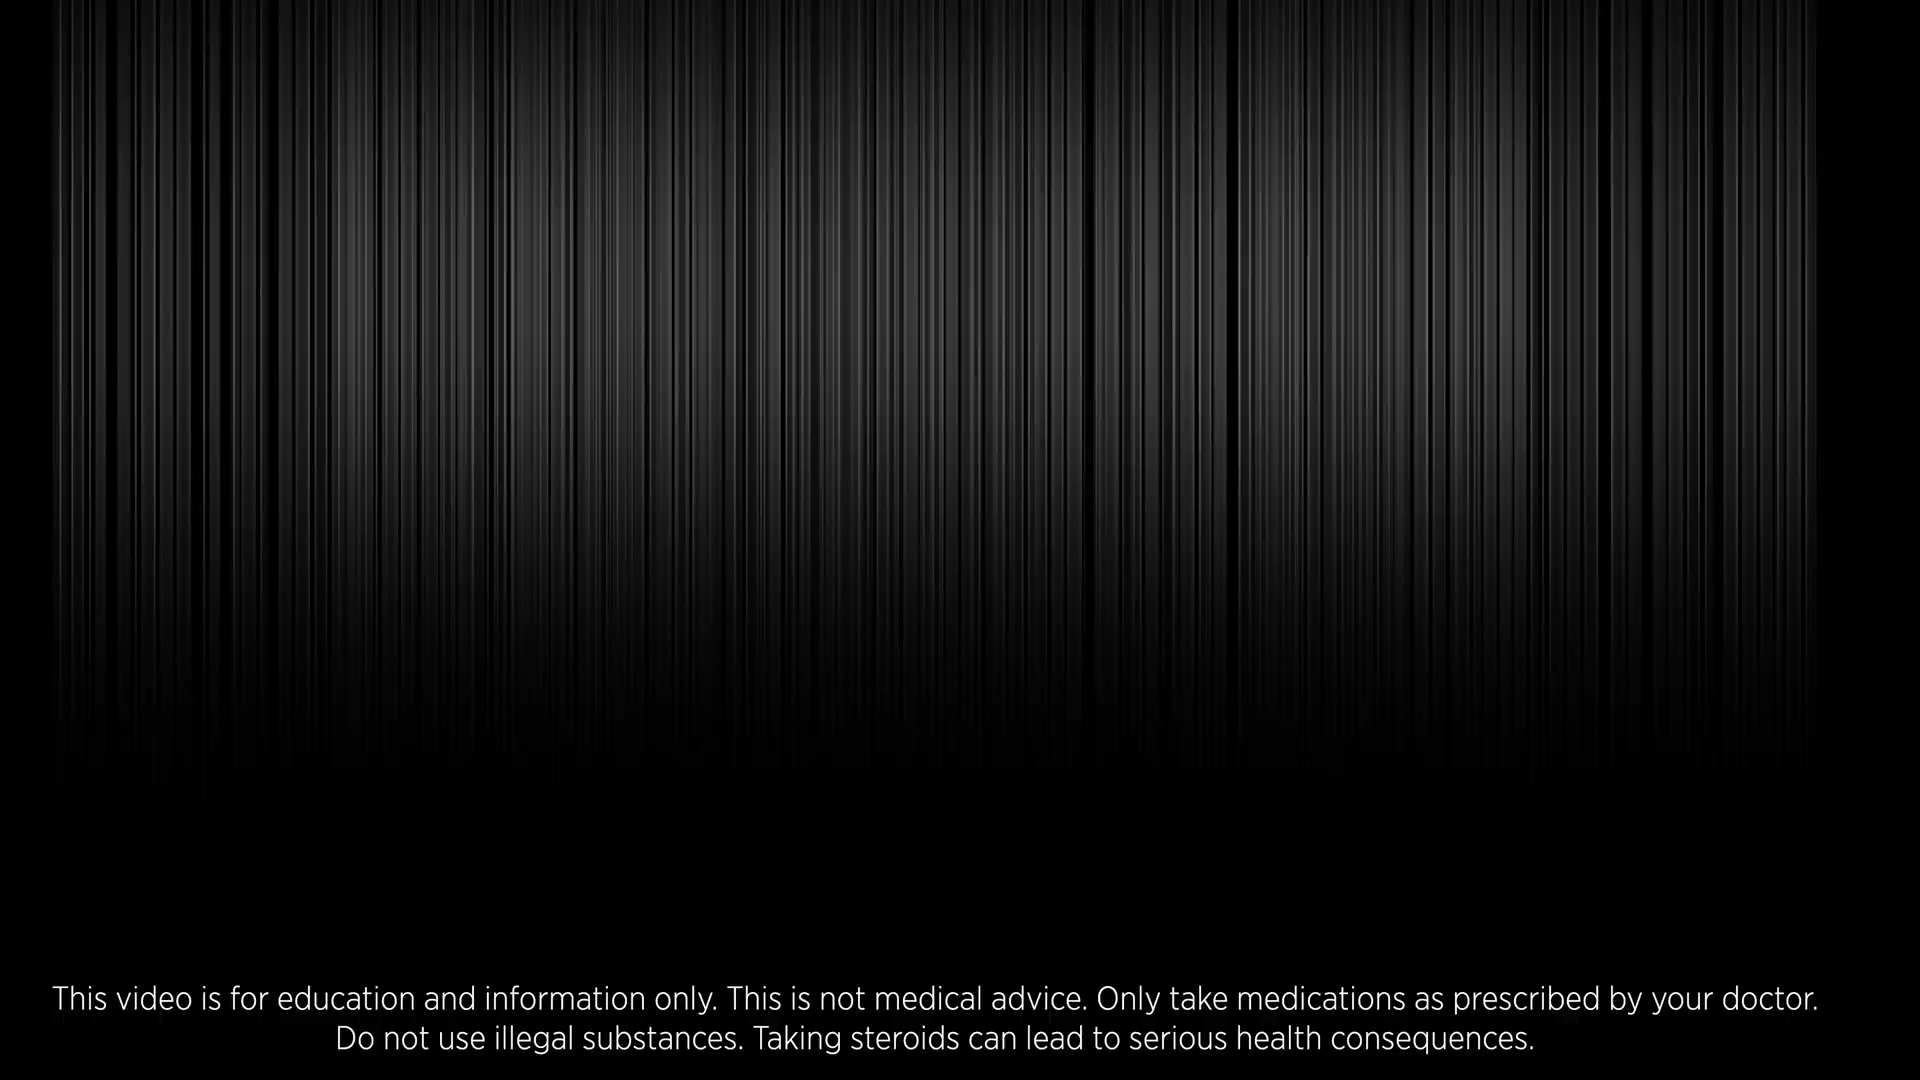 This video is for education and information only. This is not medical advice. Only take medications as prescribed by your doctor.
Do not use illegal substances. Taking steroids can lead to serious health consequences.